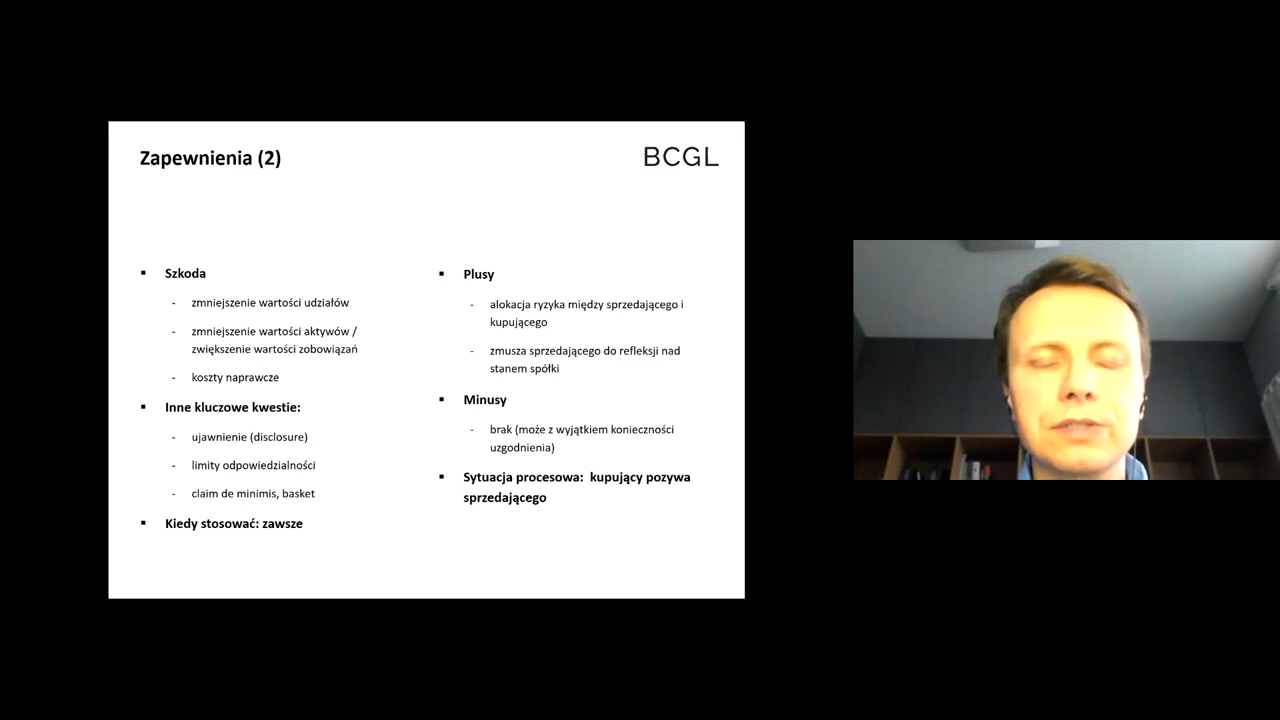 Zapewnienia (2)
BCGL
▪ Szkoda
- zmniejszenie wartości udziałów
- zmniejszenie wartości aktywów /
zwiększenie wartości zobowiązań
- koszty naprawcze
▪ Inne kluczowe kwestie:
- ujawnienie (disclosure)
- limity odpowiedzialności
- claim de minimis, basket
▪ Kiedy stosować: zawsze
▪ Plusy
- alokacja ryzyka między sprzedającego i
kupującego
- zmusza sprzedającego do refleksji nad
stanem spółki
▪ Minusy
- brak (może z wyjątkiem konieczności
uzgodnienia)
▪ Sytuacja procesowa: kupujący pozywa
sprzedającego